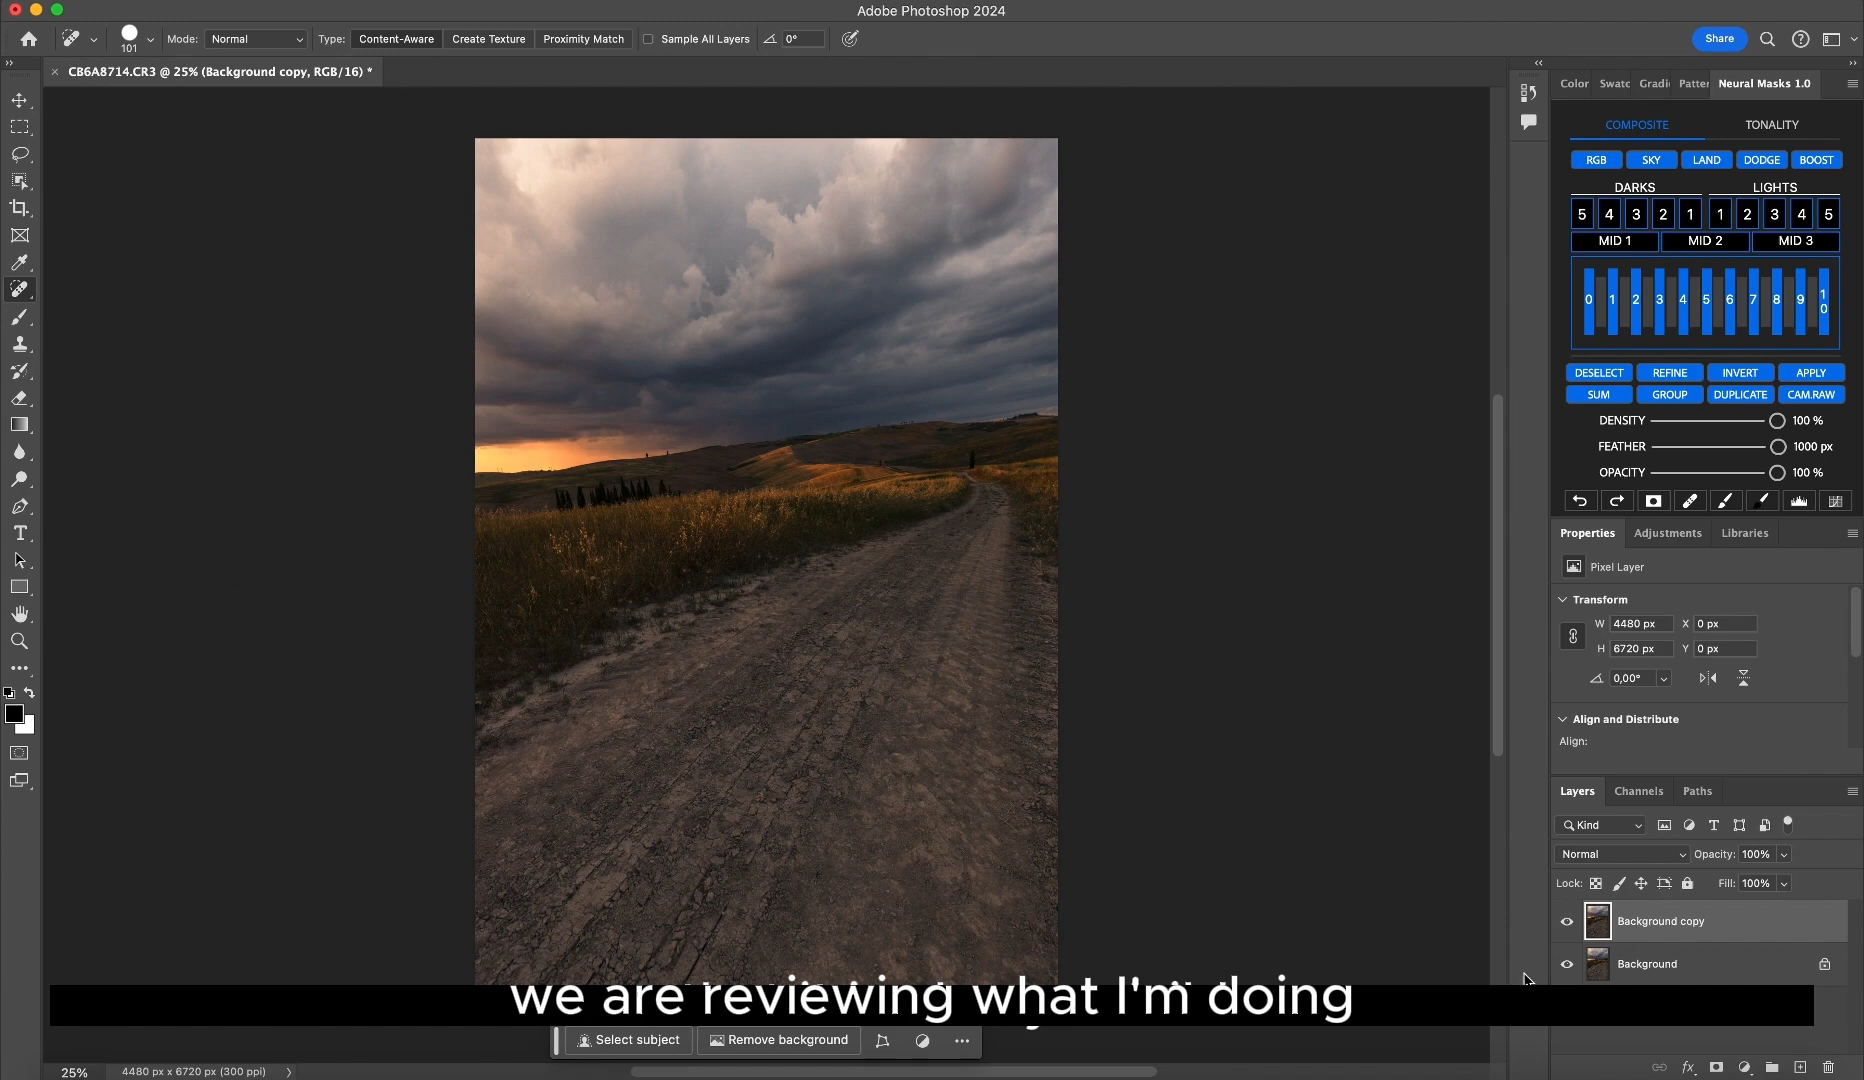 Adobe Photoshop 2024
101
Mode: Normal
Type: Content-Aware Create Texture Proximity Match
Sample All Layers
0°
Share
CB6A8714.CR3 @ 25% (Background copy, RGB/16) *
Color Swatc Gradi Patter Neural Masks 1.0
COMPOSITE TONALITY
RGB SKY LAND DODGE BOOST
DARKS LIGHTS
5 4 3 2 1 1 2 3 4 5
MID 1 MID 2 MID 3
0 1 2 3 4 5 6 7 8 9 10
DESELECT REFINE INVERT APPLY
SUM GROUP DUPLICATE CAM.RAW
DENSITY 100 %
FEATHER 1000 px
OPACITY 100 %
Properties Adjustments Libraries
Pixel Layer
Transform
W 4480 px X 0 px
H 6720 px Y 0 px
0,00°
Align and Distribute
Align:
Layers Channels Paths
Kind
Normal Opacity: 100%
Lock: Fill: 100%
Background copy
Background
we are reviewing what I'm doing
Select subject Remove background
25% 4480 px x 6720 px (300 ppi)
fx